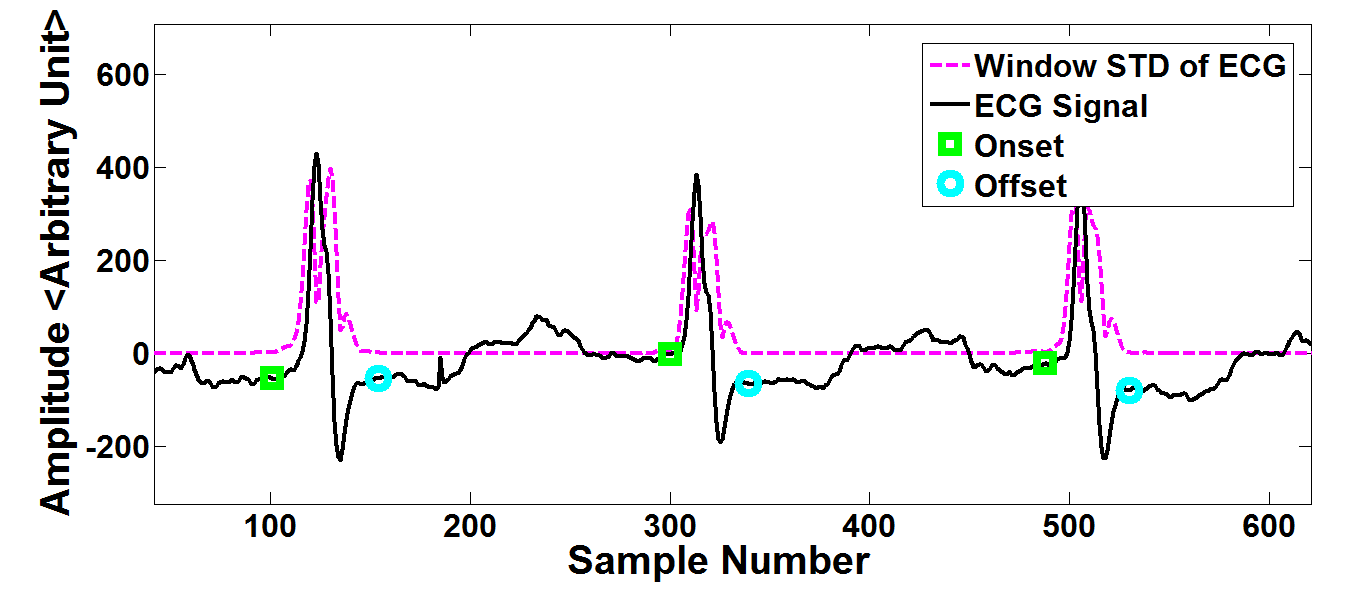 Amplitude <Arbitrary Unit>
600
400
200
0
-200
Window STD of ECG
ECG Signal
Onset
Offset
100 200 300 400 500 600
Sample Number